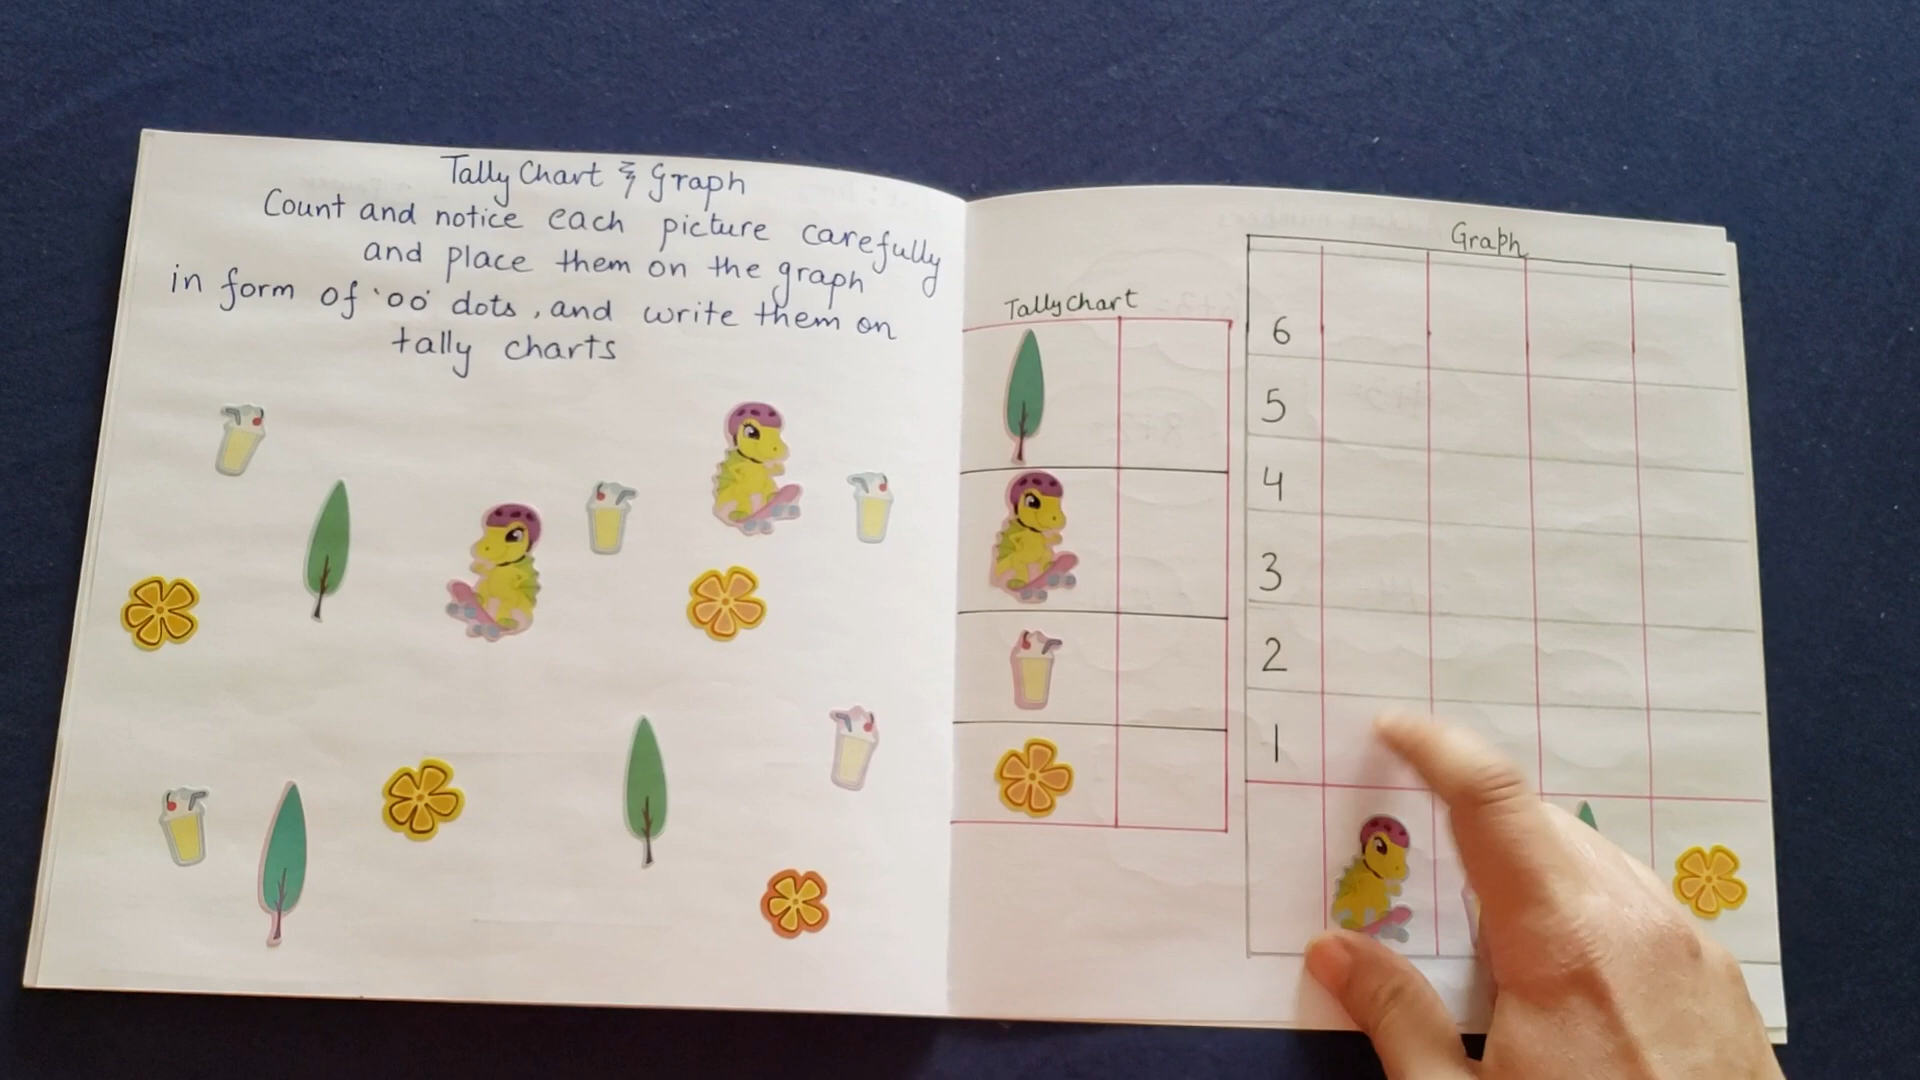 Tally Chart & Graph
Count and notice each picture carefully
and place them on the graph
in form of 'oo' dots, and write them on
tally charts
Tally Chart
Graph
6
5
4
3
2
1